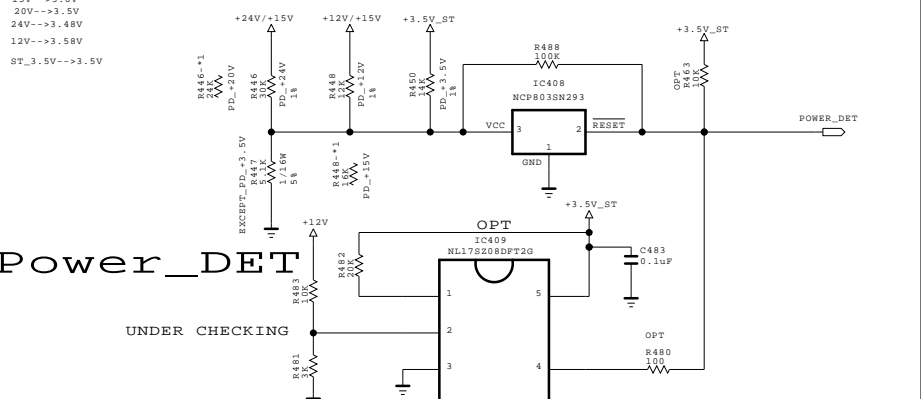 20V-->3.5V
24V-->3.48V
12V-->3.58V
ST_3.5V-->3.5V
+24V/+15V
+12V/+15V
+3.5V_ST
+3.5V_ST
R446-*1
24K
PD_+20V
R446
30K
PD_+24V
1%
R448
12K
PD_+12V
1%
R450
14K
PD_+3.5V
1%
R488
100K
IC408
NCP803SN293
OPT
R463
10K
VCC
3
2
RESET
1
GND
POWER_DET
EXCEPT_PD_+3.5V
R447
5.1K
1/16W
5%
R448-*1
16K
PD_+15V
Power_DET
+12V
R483
10K
UNDER CHECKING
R481
3K
R482
20K
OPT
IC409
NL17SZ08DFT2G
+3.5V_ST
C483
0.1uF
1
2
3
5
4
OPT
R480
100